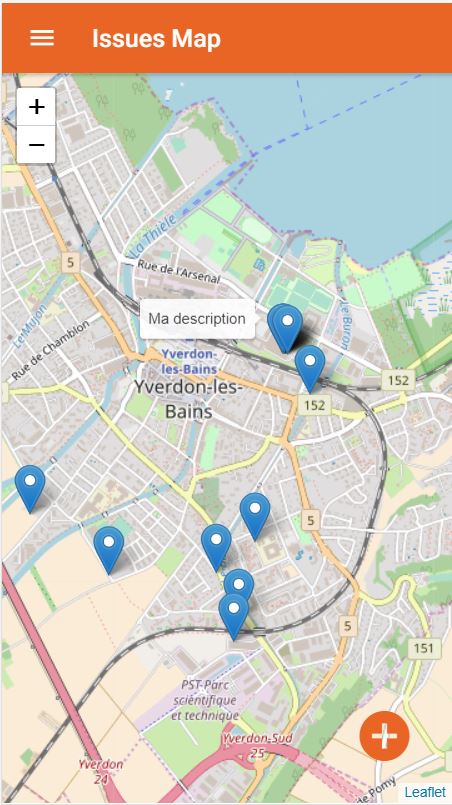 Issues Map
+
−
La Thièle
5
Rue de l'Arsenal
Le Buron
Le Mujon
Rue de Chamblon
Ma description
Yverdon-
les-Bains
Yverdon-les-
Bains
152
152
5
5
151
PST-Parc
scientifique
et technique
Yverdon-Sud
25
Yverdon
24
de Pomy
Leaflet